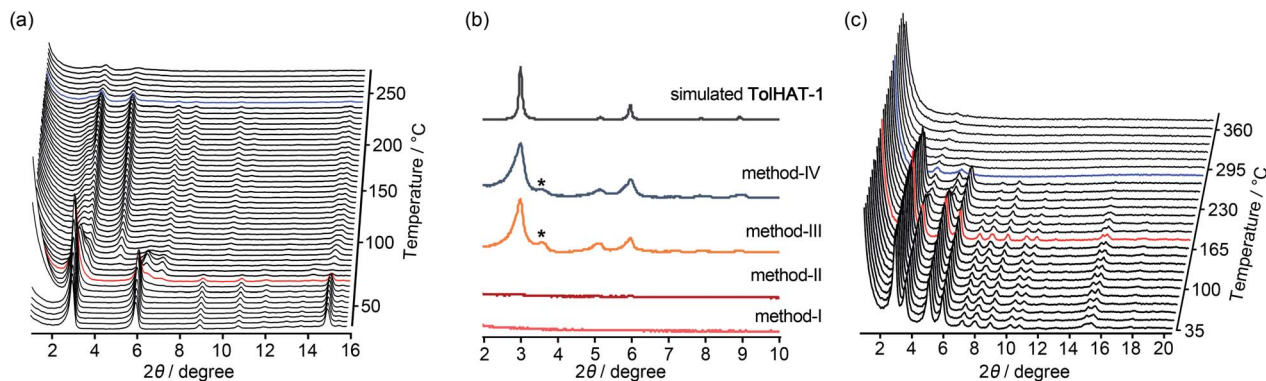 (a)
250
200
150
100
50
Temperature / °C
2 4 6 8 10 12 14 16
2θ / degree
(b)
simulated TolHAT-1
method-IV
*
method-III
*
method-II
method-I
2 3 4 5 6 7 8 9 10
2θ / degree
(c)
360
295
230
165
100
35
Temperature / °C
2 4 6 8 10 12 14 16 18 20
2θ / degree